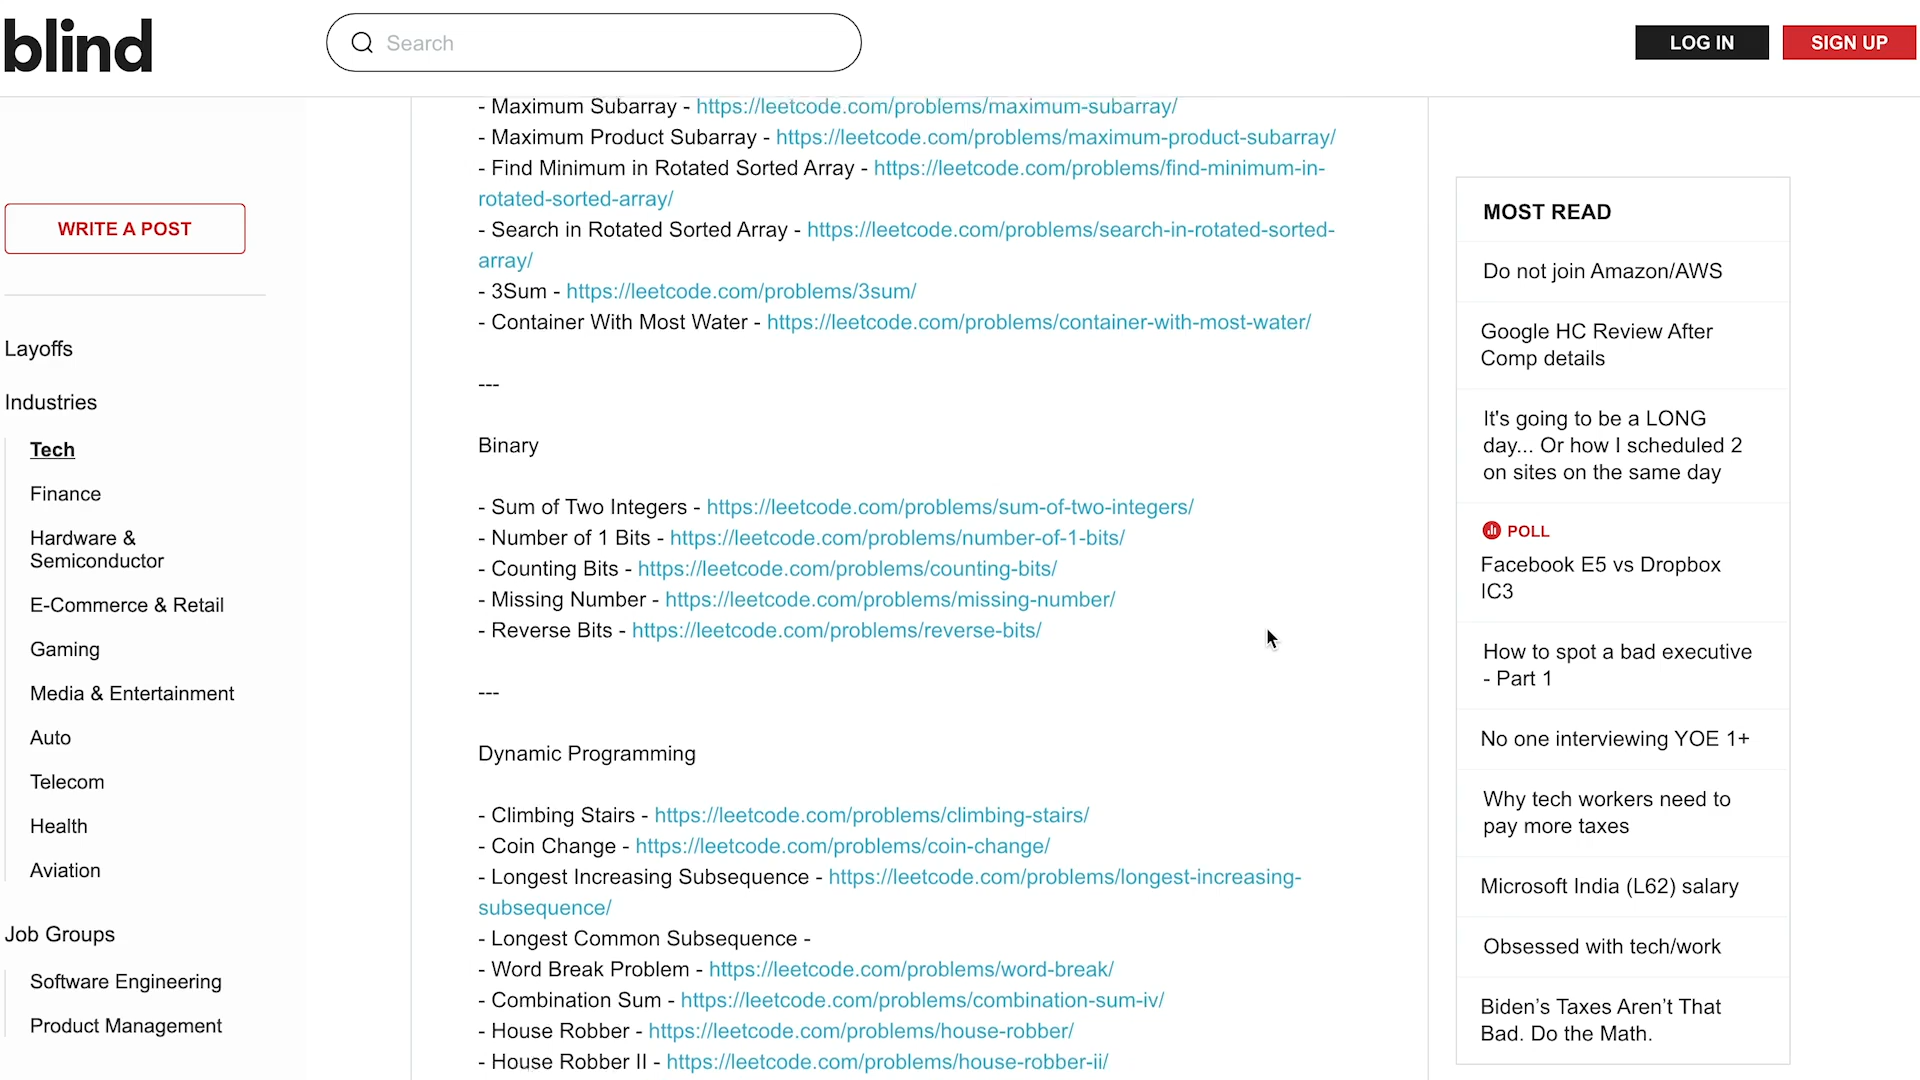 blind
Search
LOG IN
SIGN UP
WRITE A POST
Layoffs
Industries
Tech
Finance
Hardware &
Semiconductor
E-Commerce & Retail
Gaming
Media & Entertainment
Auto
Telecom
Health
Aviation
Job Groups
Software Engineering
Product Management
- Maximum Subarray - https://leetcode.com/problems/maximum-subarray/
- Maximum Product Subarray - https://leetcode.com/problems/maximum-product-subarray/
- Find Minimum in Rotated Sorted Array - https://leetcode.com/problems/find-minimum-in-
rotated-sorted-array/
- Search in Rotated Sorted Array - https://leetcode.com/problems/search-in-rotated-sorted-
array/
- 3Sum - https://leetcode.com/problems/3sum/
- Container With Most Water - https://leetcode.com/problems/container-with-most-water/
---
Binary
- Sum of Two Integers - https://leetcode.com/problems/sum-of-two-integers/
- Number of 1 Bits - https://leetcode.com/problems/number-of-1-bits/
- Counting Bits - https://leetcode.com/problems/counting-bits/
- Missing Number - https://leetcode.com/problems/missing-number/
- Reverse Bits - https://leetcode.com/problems/reverse-bits/
---
Dynamic Programming
- Climbing Stairs - https://leetcode.com/problems/climbing-stairs/
- Coin Change - https://leetcode.com/problems/coin-change/
- Longest Increasing Subsequence - https://leetcode.com/problems/longest-increasing-
subsequence/
- Longest Common Subsequence -
- Word Break Problem - https://leetcode.com/problems/word-break/
- Combination Sum - https://leetcode.com/problems/combination-sum-iv/
- House Robber - https://leetcode.com/problems/house-robber/
- House Robber II - https://leetcode.com/problems/house-robber-ii/
MOST READ
Do not join Amazon/AWS
Google HC Review After
Comp details
It's going to be a LONG
day... Or how I scheduled 2
on sites on the same day
POLL
Facebook E5 vs Dropbox
IC3
How to spot a bad executive
- Part 1
No one interviewing YOE 1+
Why tech workers need to
pay more taxes
Microsoft India (L62) salary
Obsessed with tech/work
Biden’s Taxes Aren’t That
Bad. Do the Math.